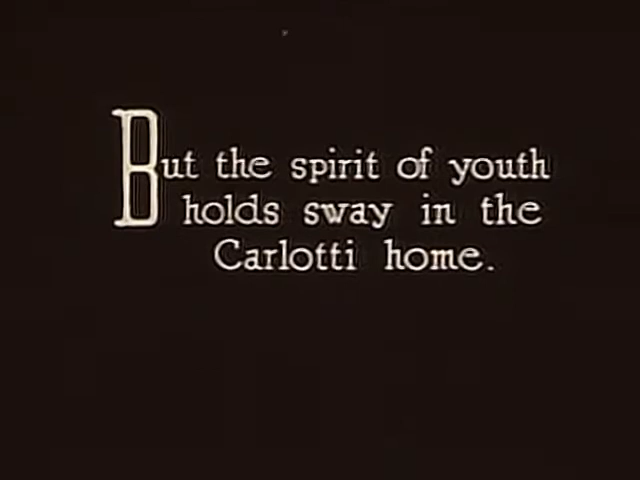 But the spirit of youth
holds sway in the
Carlotti home.